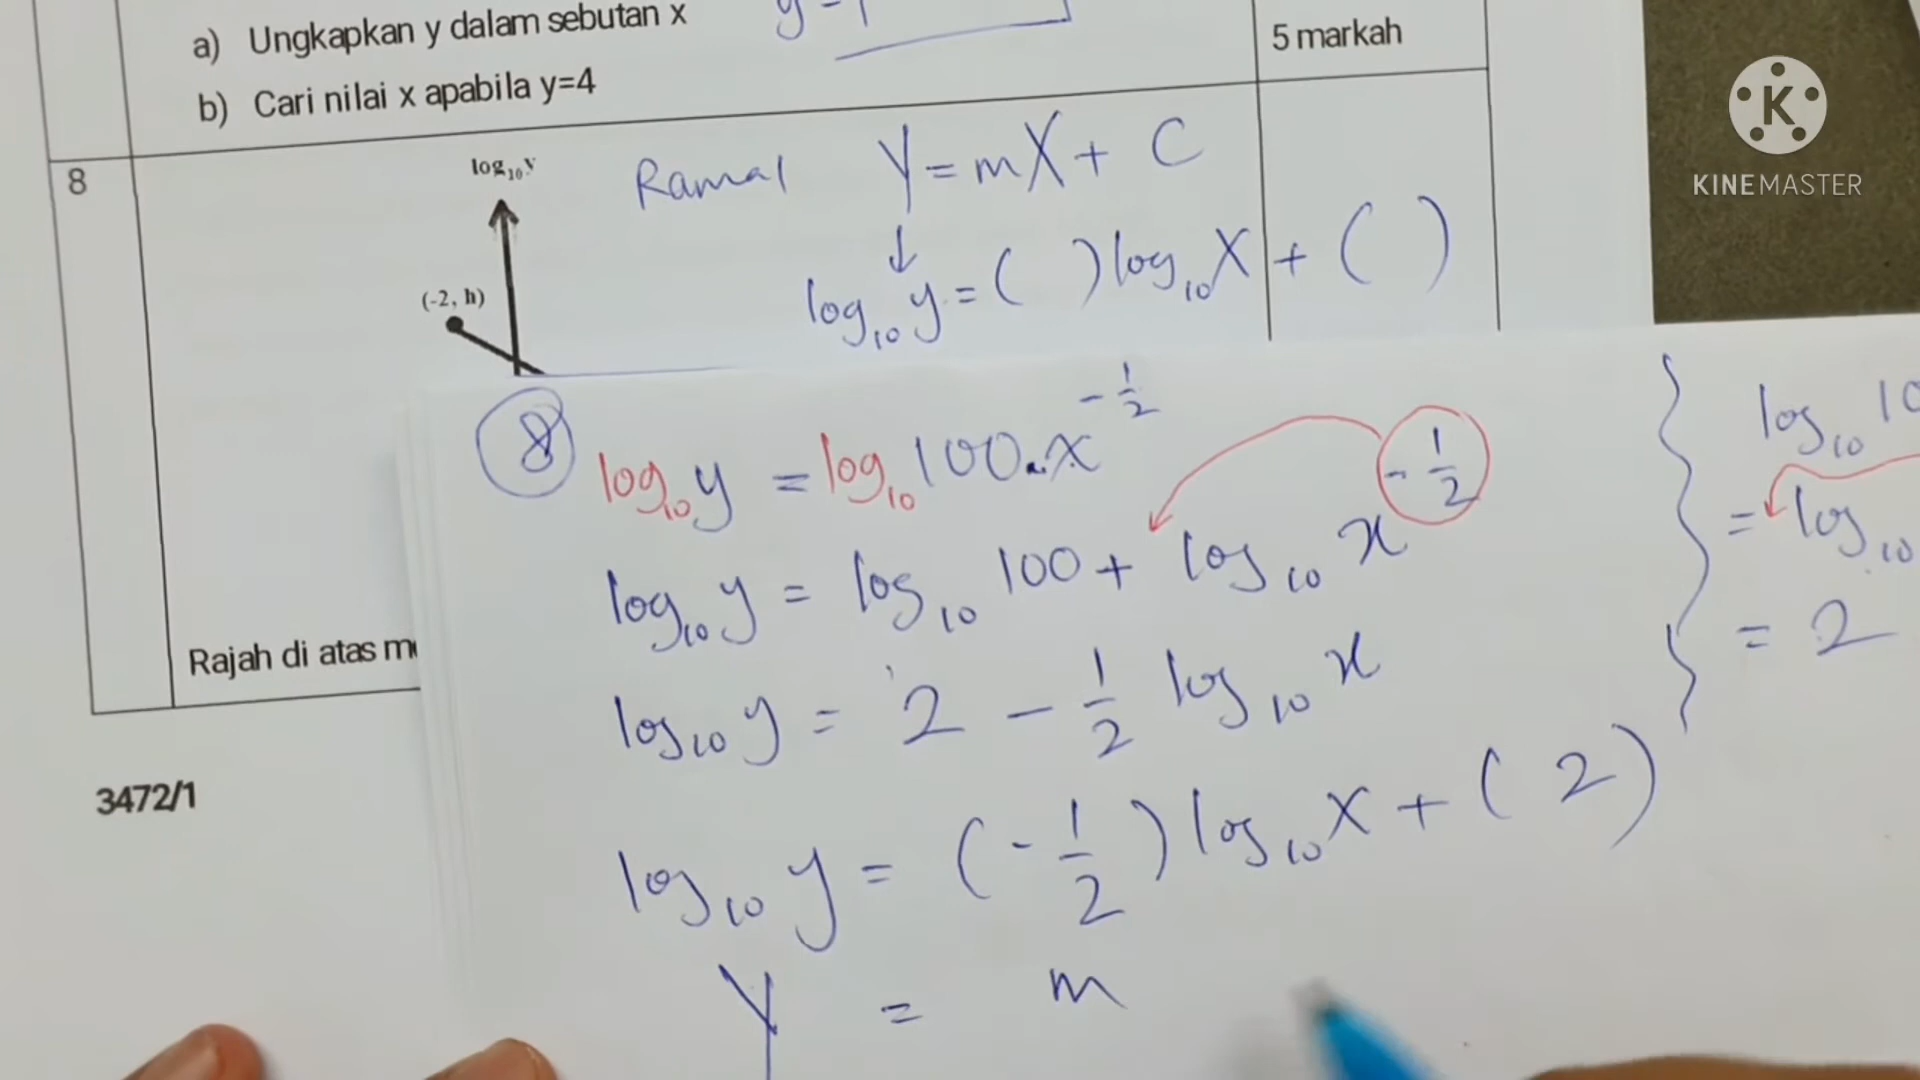 a) Ungkapkan y dalam sebutan x
b) Cari nilai x apabila y=4
5 markah
KINEMASTER
8
log₁₀y
(-2, h)
Ramal Y = mX + C
↓
log₁₀y = ( ) log₁₀X + ( )
⑧ log₁₀y = log₁₀100.x^(-1/2)
log₁₀y = log₁₀100 + log₁₀x^(-1/2)
log₁₀y = 2 - 1/2 log₁₀x
log₁₀y = (-1/2) log₁₀x + (2)
Y = m
log₁₀10
= log₁₀
= 2
Rajah di atas
3472/1